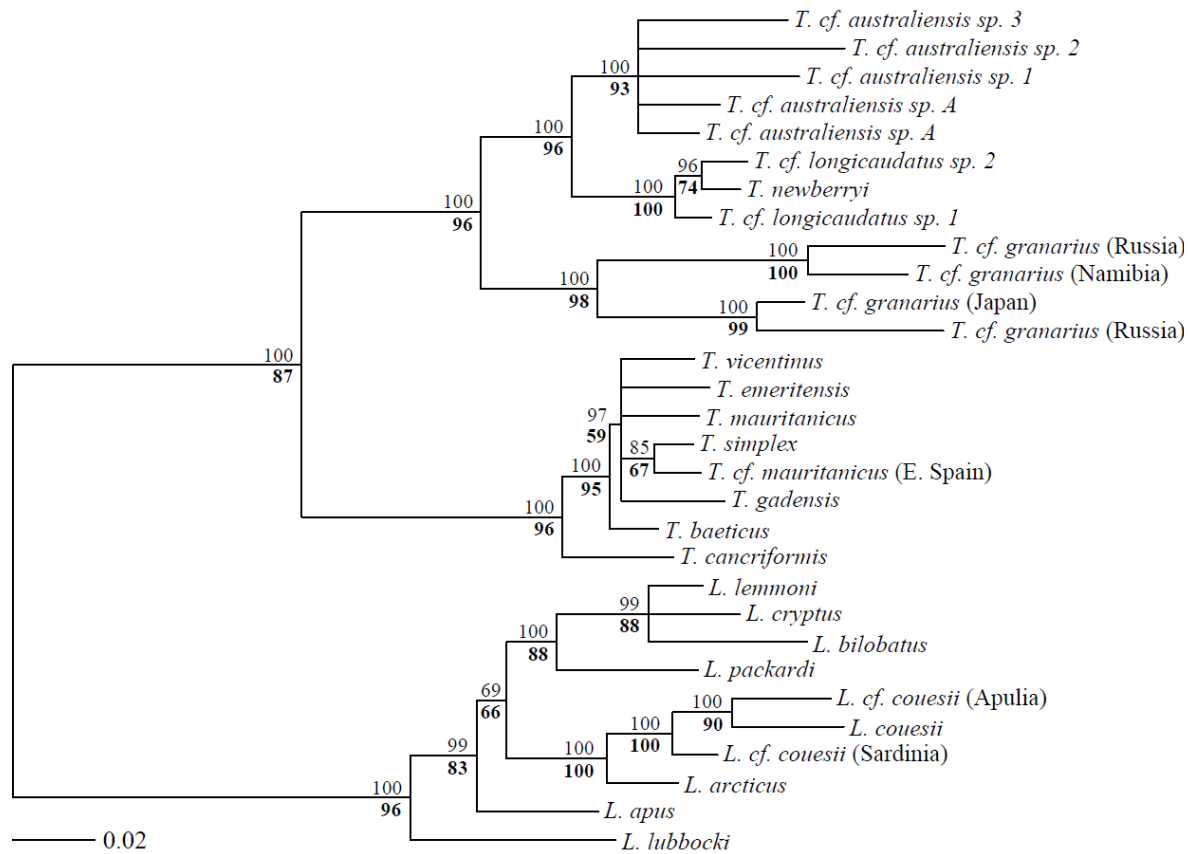 T. cf. australiensis sp. 3
T. cf. australiensis sp. 2
100
T. cf. australiensis sp. 1
93
T. cf. australiensis sp. A
100
T. cf. australiensis sp. A
96
96
T. cf. longicaudatus sp. 2
74
T. newberryi
100
100
T. cf. longicaudatus sp. 1
100
96
100
T. cf. granarius (Russia)
100
T. cf. granarius (Namibia)
100
98
100
T. cf. granarius (Japan)
99
T. cf. granarius (Russia)
100
87
T. vicentinus
T. emeritensis
97
T. mauritanicus
59
85
T. simplex
67
T. cf. mauritanicus (E. Spain)
100
95
T. gadensis
100
96
T. baeticus
T. cancriformis
L. lemmoni
99
L. cryptus
88
100
L. bilobatus
88
L. packardi
69
66
100
L. cf. couesii (Apulia)
90
L. couesii
100
100
L. cf. couesii (Sardinia)
99
83
100
100
L. arcticus
100
96
L. apus
L. lubbocki
0.02